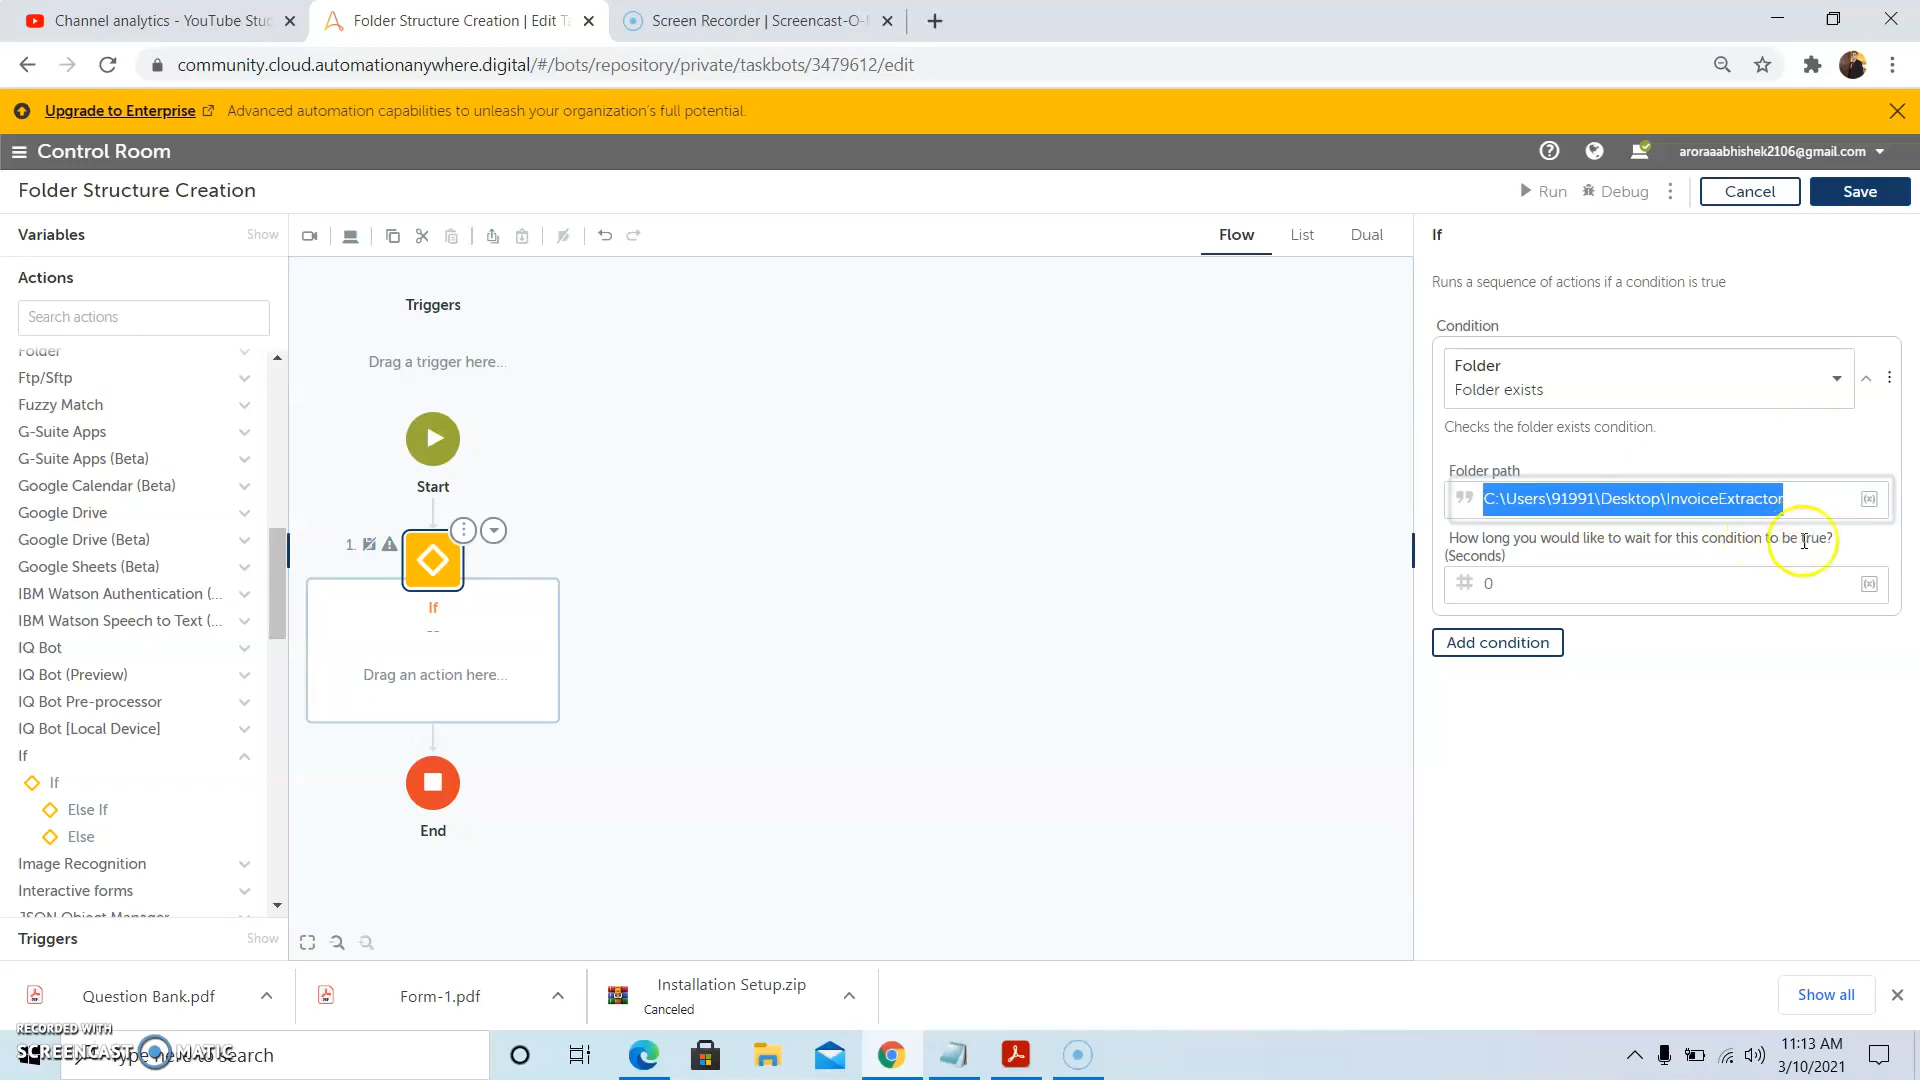 Channel analytics - YouTube Stu
Folder Structure Creation | Edit T
Screen Recorder | Screencast-O-
community.cloud.automationanywhere.digital/#/bots/repository/private/taskbots/3479612/edit
Upgrade to Enterprise
Advanced automation capabilities to unleash your organization's full potential.
Control Room
aroraaabhishek2106@gmail.com
Folder Structure Creation
Run
Debug
Cancel
Save
Variables
Show
Flow
List
Dual
If
Actions
Search actions
Folder
Ftp/Sftp
Fuzzy Match
G-Suite Apps
G-Suite Apps (Beta)
Google Calendar (Beta)
Google Drive
Google Drive (Beta)
Google Sheets (Beta)
IBM Watson Authentication (...
IBM Watson Speech to Text (...
IQ Bot
IQ Bot (Preview)
IQ Bot Pre-processor
IQ Bot [Local Device]
If
If
Else If
Else
Image Recognition
Interactive forms
JSON Object Manager
Triggers
Show
Triggers
Drag a trigger here...
Start
1.
If
--
Drag an action here...
End
Runs a sequence of actions if a condition is true
Condition
Folder
Folder exists
Checks the folder exists condition.
Folder path
C:\Users\91991\Desktop\InvoiceExtractor
(x)
How long you would like to wait for this condition to be true?
(Seconds)
0
(x)
Add condition
Question Bank.pdf
Form-1.pdf
Installation Setup.zip
Canceled
Show all
RECORDED WITH
SCREENCAST MATIC
Type here to search
11:13 AM
3/10/2021